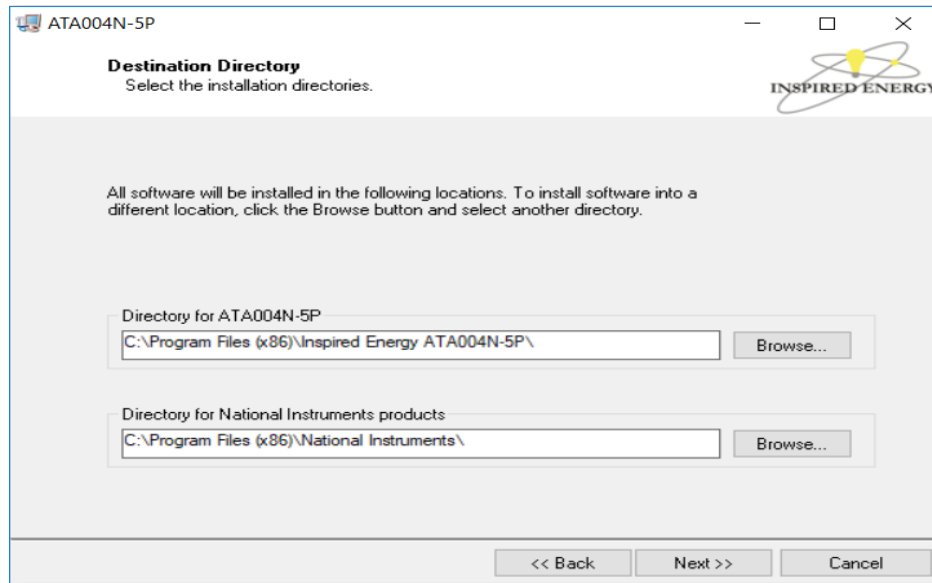 ATA004N-5P
Destination Directory
Select the installation directories.
INSPIRED ENERGY
All software will be installed in the following locations. To install software into a
different location, click the Browse button and select another directory.
Directory for ATA004N-5P
C:\Program Files (x86)\Inspired Energy ATA004N-5P\
Browse...
Directory for National Instruments products
C:\Program Files (x86)\National Instruments\
Browse...
<< Back
Next >>
Cancel